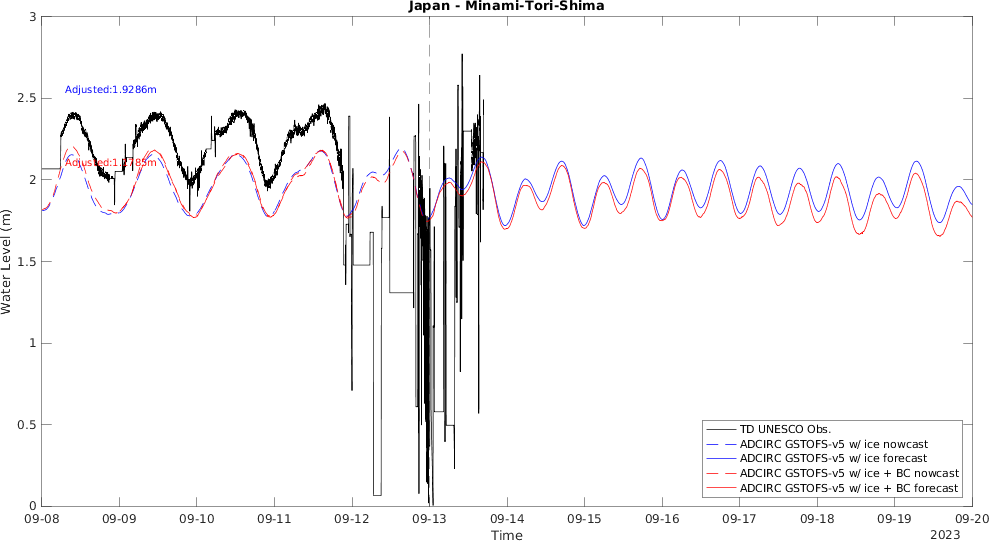 Japan - Minami-Tori-Shima
Water Level (m)
3
2.5
2
1.5
1
0.5
0
Adjusted:1.9286m
09-08
09-09
09-10
09-11
09-12
09-13
09-14
09-15
09-16
09-17
09-18
09-19
09-20
Time
2023
TD UNESCO Obs.
ADCIRC GSTOFS-v5 w/ ice nowcast
ADCIRC GSTOFS-v5 w/ ice forecast
ADCIRC GSTOFS-v5 w/ ice + BC nowcast
ADCIRC GSTOFS-v5 w/ ice + BC forecast